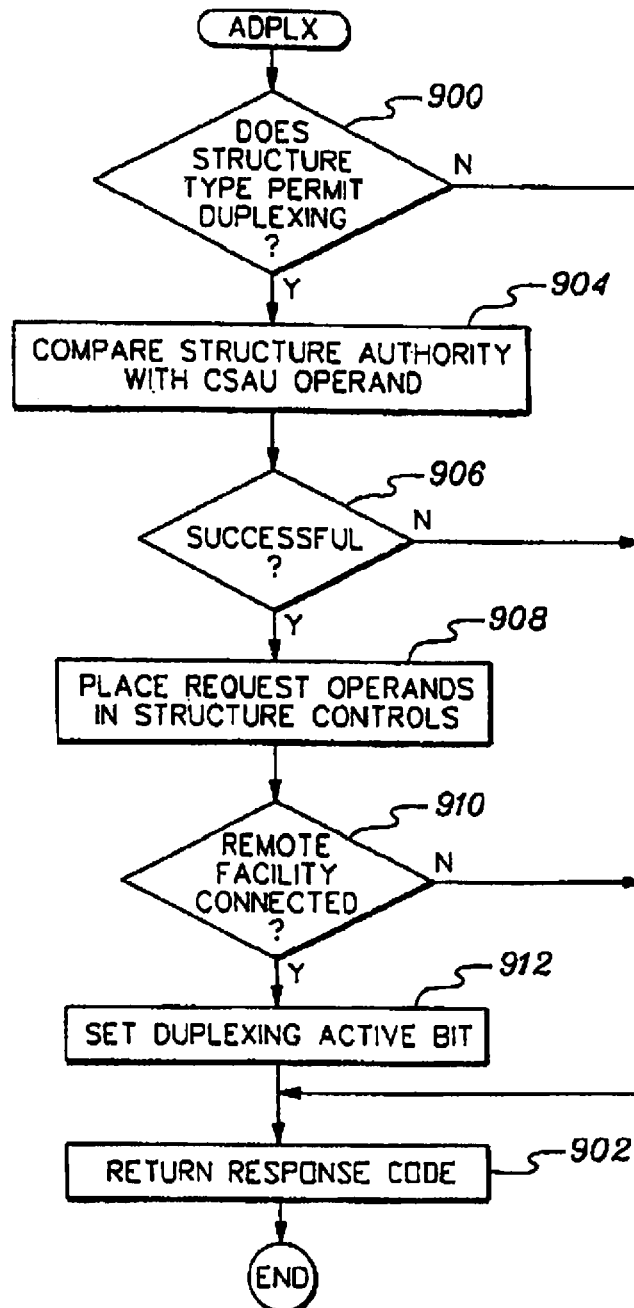 ADPLX
900
DOES
STRUCTURE
TYPE PERMIT
DUPLEXING
?
N
Y
904
COMPARE STRUCTURE AUTHORITY
WITH CSAU OPERAND
906
SUCCESSFUL
?
N
Y
908
PLACE REQUEST OPERANDS
IN STRUCTURE CONTROLS
910
REMOTE
FACILITY
CONNECTED
?
N
Y
912
SET DUPLEXING ACTIVE BIT
902
RETURN RESPONSE CODE
END